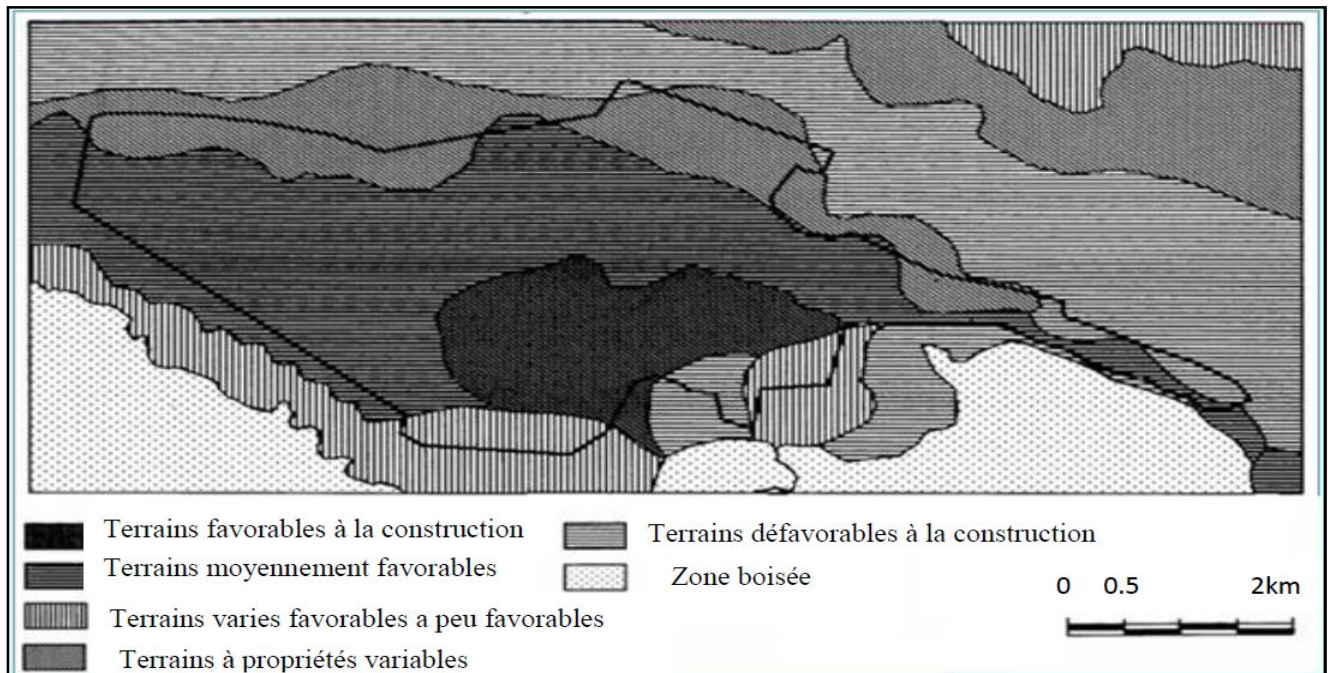 Terrains favorables à la construction
Terrains moyennement favorables
Terrains varies favorables a peu favorables
Terrains à propriétés variables
Terrains défavorables à la construction
Zone boisée
0 0.5 2km